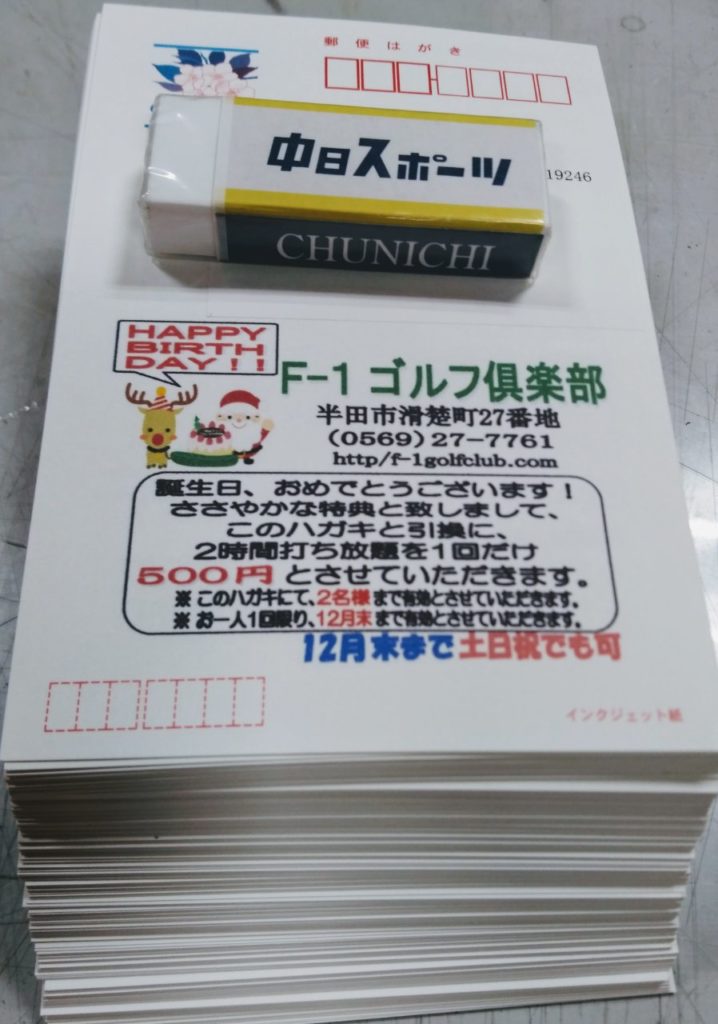 郵便はがき
中日スポーツ
19246
CHUNICHI
HAPPY
BIRTH
DAY!!
F-1 ゴルフ倶楽部
半田市滑楚町27番地
(0569)27-7761
http/f-1golfclub.com
誕生日、おめでとうございます!
ささやかな特典と致しまして、
このハガキと引換に、
2時間打ち放題を1回だけ
500円とさせていただきます。
※ このハガキにて、2名様まで有効とさせていただきます。
※ お一人1回限り、12月末まで有効とさせていただきます。
12月末まで土日祝でも可
インクジェット紙